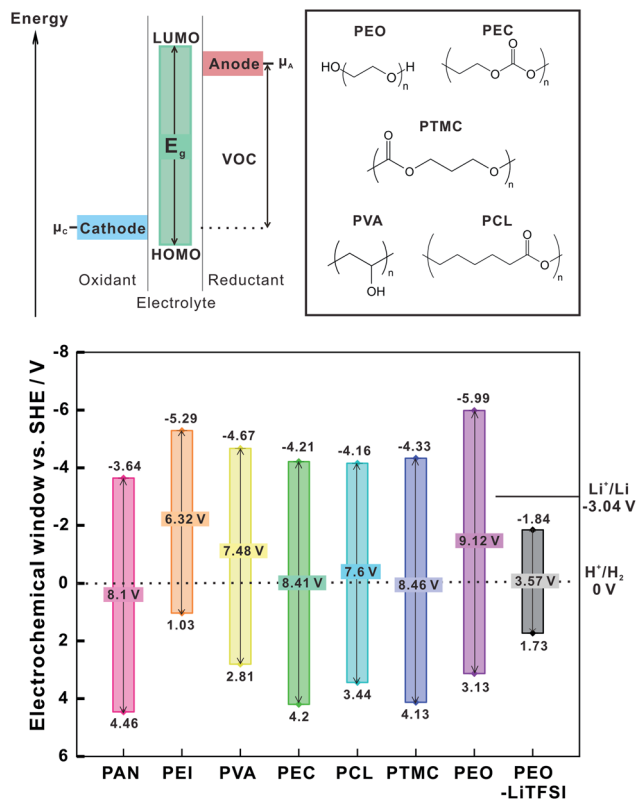 Energy
LUMO
Anode
μA
Eg
VOC
μC
Cathode
HOMO
Oxidant
Reductant
Electrolyte
PEO
HO
O
H
n
PEC
O
O
O
n
PTMC
O
O
O
n
PVA
OH
n
PCL
O
O
n
Electrochemical window vs. SHE / V
-8
-6
-4
-2
0
2
4
6
-3.64
8.1 V
4.46
-5.29
6.32 V
1.03
-4.67
7.48 V
2.81
-4.21
8.41 V
4.2
-4.16
7.6 V
3.44
-4.33
8.46 V
4.13
-5.99
9.12 V
3.13
-1.84
3.57 V
1.73
Li+/Li
-3.04 V
H+/H2
0 V
PAN
PEI
PVA
PEC
PCL
PTMC
PEO
PEO
-LiTFSI